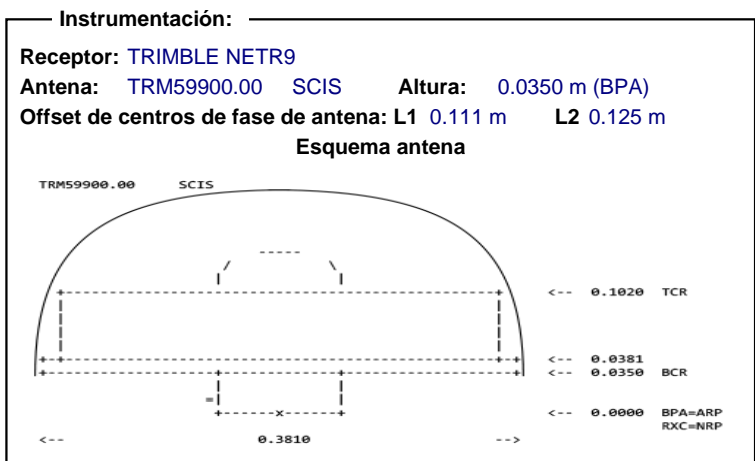 Instrumentación:
Receptor: TRIMBLE NETR9
Antena: TRM59900.00 SCIS Altura: 0.0350 m (BPA)
Offset de centros de fase de antena: L1 0.111 m L2 0.125 m
Esquema antena
TRM59900.00 SCIS
<-- 0.1020 TCR
<-- 0.0381
<-- 0.0350 BCR
<-- 0.0000 BPA=ARP
RXC=NRP
<-- 0.3810 -->